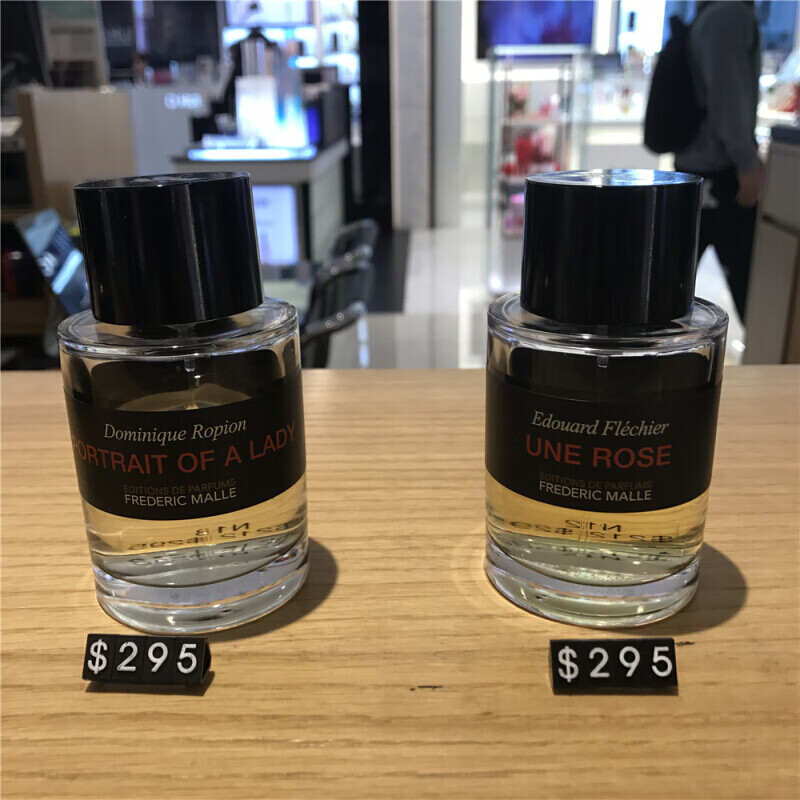 Dominique Ropion
PORTRAIT OF A LADY
EDITIONS DE PARFUMS
FREDERIC MALLE
$295
Edouard Fléchier
UNE ROSE
EDITIONS DE PARFUMS
FREDERIC MALLE
$295